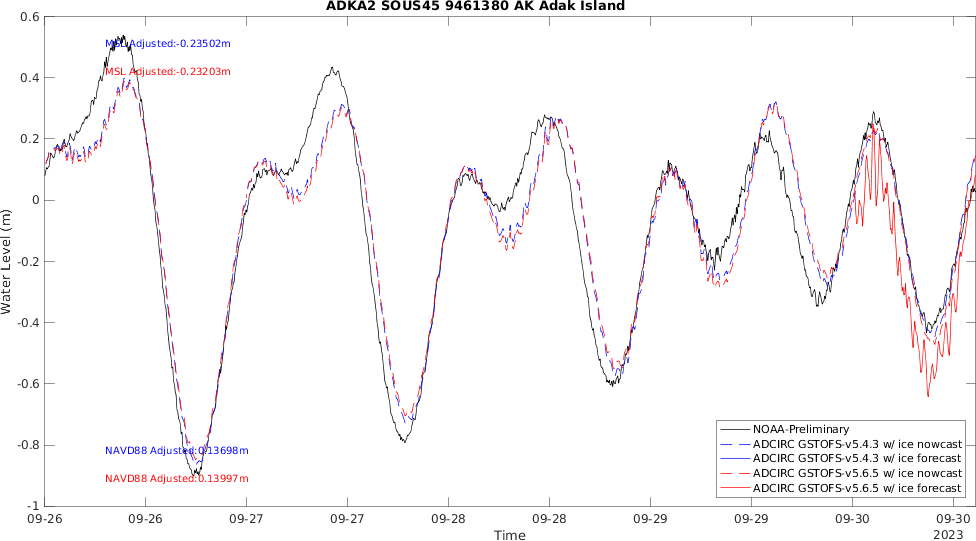 ADKA2 SOUS45 9461380 AK Adak Island
0.6
0.4
0.2
0
-0.2
-0.4
-0.6
-0.8
-1
Water Level (m)
MSL Adjusted:-0.23502m
MSL Adjusted:-0.23203m
NAVD88 Adjusted:0.13698m
NAVD88 Adjusted:0.13997m
NOAA-Preliminary
ADCIRC GSTOFS-v5.4.3 w/ ice nowcast
ADCIRC GSTOFS-v5.4.3 w/ ice forecast
ADCIRC GSTOFS-v5.6.5 w/ ice nowcast
ADCIRC GSTOFS-v5.6.5 w/ ice forecast
09-26 09-26 09-27 09-27 09-28 09-28 09-29 09-29 09-30 09-30
Time
2023